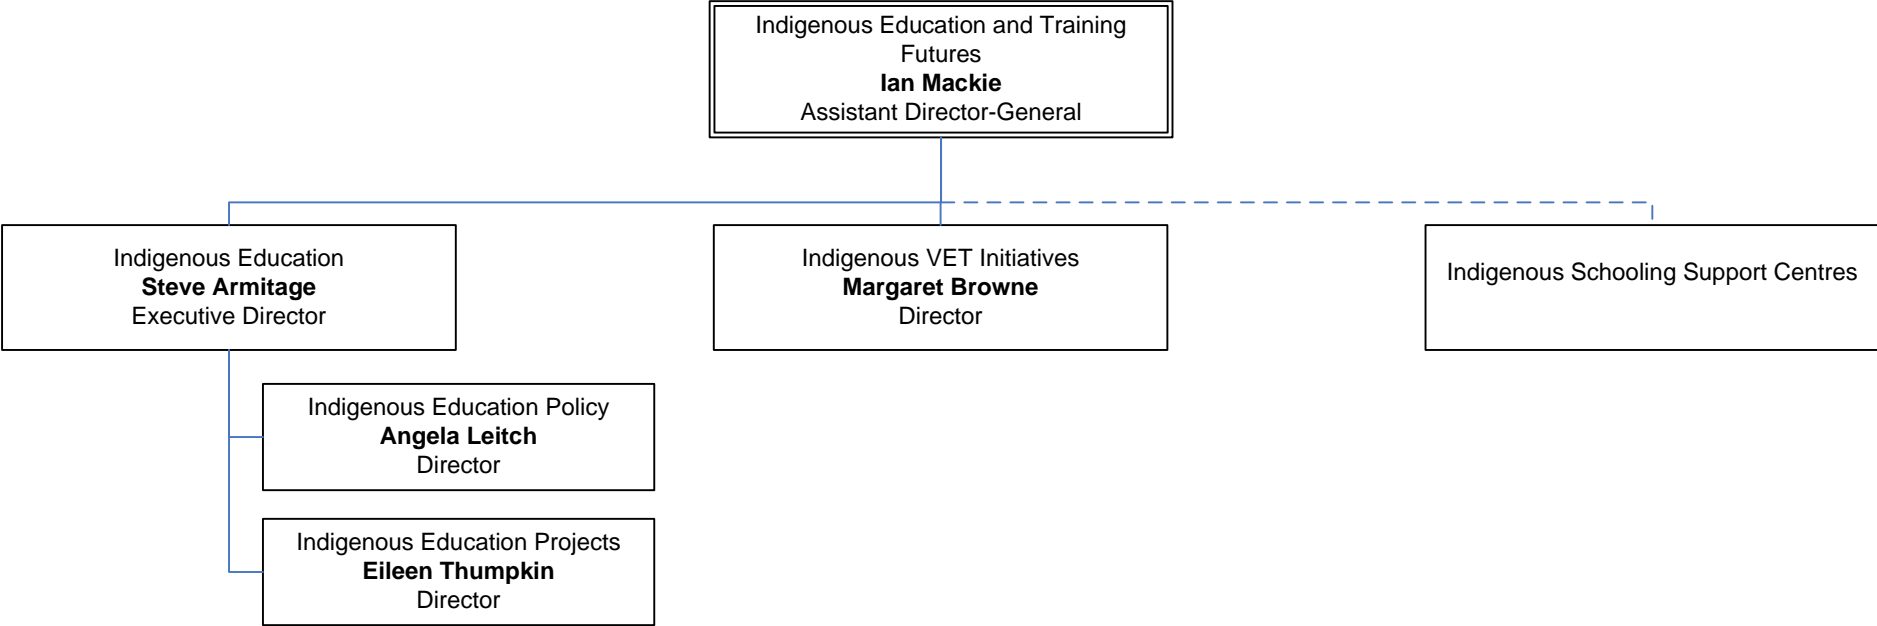 Indigenous Education and Training
Futures
Ian Mackie
Assistant Director-General
Indigenous Education
Steve Armitage
Executive Director
Indigenous VET Initiatives
Margaret Browne
Director
Indigenous Schooling Support Centres
Indigenous Education Policy
Angela Leitch
Director
Indigenous Education Projects
Eileen Thumpkin
Director